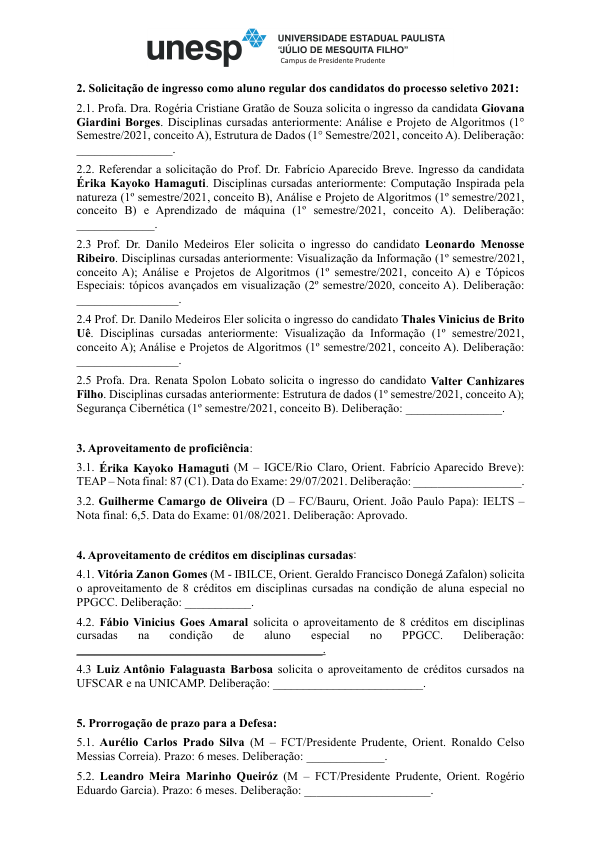 unesp
UNIVERSIDADE ESTADUAL PAULISTA
"JÚLIO DE MESQUITA FILHO"
Campus de Presidente Prudente
2. Solicitação de ingresso como aluno regular dos candidatos do processo seletivo 2021:
2.1. Profa. Dra. Rogéria Cristiane Gratão de Souza solicita o ingresso da candidata Giovana
Giardini Borges. Disciplinas cursadas anteriormente: Análise e Projeto de Algoritmos (1°
Semestre/2021, conceito A), Estrutura de Dados (1° Semestre/2021, conceito A). Deliberação:
________________.
2.2. Referendar a solicitação do Prof. Dr. Fabrício Aparecido Breve. Ingresso da candidata
Érika Kayoko Hamaguti. Disciplinas cursadas anteriormente: Computação Inspirada pela
natureza (1º semestre/2021, conceito B), Análise e Projeto de Algoritmos (1º semestre/2021,
conceito B) e Aprendizado de máquina (1º semestre/2021, conceito A). Deliberação:
_____________.
2.3 Prof. Dr. Danilo Medeiros Eler solicita o ingresso do candidato Leonardo Menosse
Ribeiro. Disciplinas cursadas anteriormente: Visualização da Informação (1º semestre/2021,
conceito A); Análise e Projetos de Algoritmos (1º semestre/2021, conceito A) e Tópicos
Especiais: tópicos avançados em visualização (2º semestre/2020, conceito A). Deliberação:
_________________.
2.4 Prof. Dr. Danilo Medeiros Eler solicita o ingresso do candidato Thales Vinicius de Brito
Uê. Disciplinas cursadas anteriormente: Visualização da Informação (1º semestre/2021,
conceito A); Análise e Projetos de Algoritmos (1º semestre/2021, conceito A). Deliberação:
_________________.
2.5 Profa. Dra. Renata Spolon Lobato solicita o ingresso do candidato Valter Canhizares
Filho. Disciplinas cursadas anteriormente: Estrutura de dados (1º semestre/2021, conceito A);
Segurança Cibernética (1º semestre/2021, conceito B). Deliberação: ________________.
3. Aproveitamento de proficiência:
3.1. Érika Kayoko Hamaguti (M – IGCE/Rio Claro, Orient. Fabrício Aparecido Breve):
TEAP – Nota final: 87 (C1). Data do Exame: 29/07/2021. Deliberação: __________________.
3.2. Guilherme Camargo de Oliveira (D – FC/Bauru, Orient. João Paulo Papa): IELTS –
Nota final: 6,5. Data do Exame: 01/08/2021. Deliberação: Aprovado.
4. Aproveitamento de créditos em disciplinas cursadas:
4.1. Vitória Zanon Gomes (M - IBILCE, Orient. Geraldo Francisco Donegá Zafalon) solicita
o aproveitamento de 8 créditos em disciplinas cursadas na condição de aluna especial no
PPGCC. Deliberação: ___________.
4.2. Fábio Vinicius Goes Amaral solicita o aproveitamento de 8 créditos em disciplinas
cursadas na condição de aluno especial no PPGCC. Deliberação:
_________________________________________.
4.3 Luiz Antônio Falaguasta Barbosa solicita o aproveitamento de créditos cursados na
UFSCAR e na UNICAMP. Deliberação: _________________________.
5. Prorrogação de prazo para a Defesa:
5.1. Aurélio Carlos Prado Silva (M – FCT/Presidente Prudente, Orient. Ronaldo Celso
Messias Correia). Prazo: 6 meses. Deliberação: _____________.
5.2. Leandro Meira Marinho Queiróz (M – FCT/Presidente Prudente, Orient. Rogério
Eduardo Garcia). Prazo: 6 meses. Deliberação: _____________________.